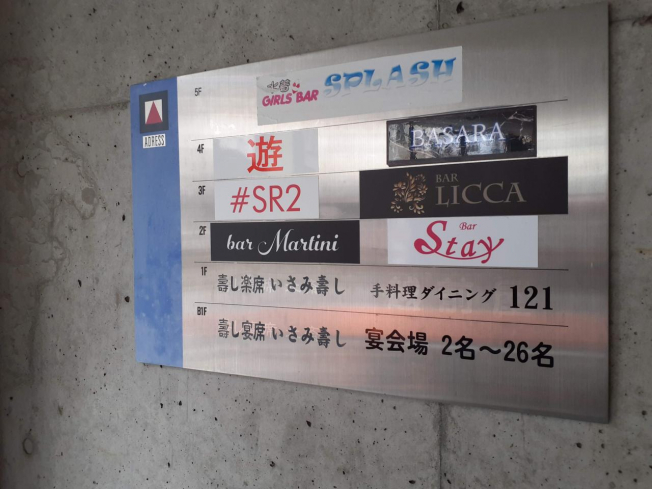 ADRESS
5F
水着 GIRLS BAR SPLASH
4F 遊 BASARA
3F #SR2 BAR LICCA
2F bar Martini Bar Stay
1F 壽し楽席 いさみ壽し 手料理ダイニング 121
B1F 壽し宴席 いさみ壽し 宴会場 2名〜26名